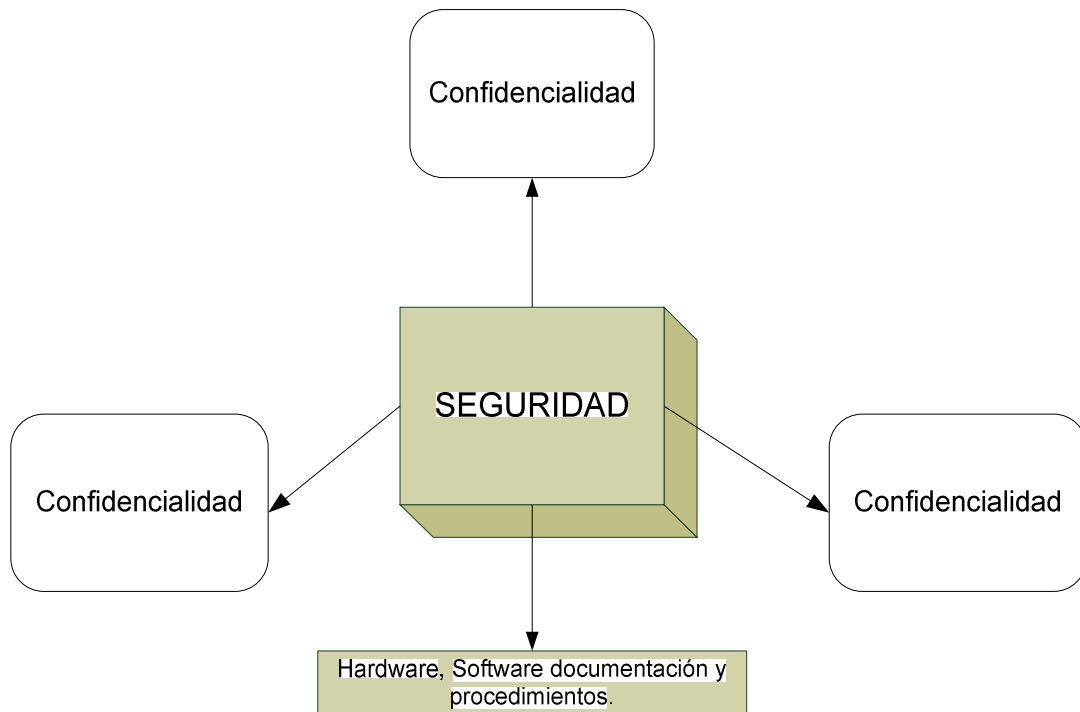 Confidencialidad
SEGURIDAD
Confidencialidad
Confidencialidad
Hardware, Software documentación y
procedimientos.